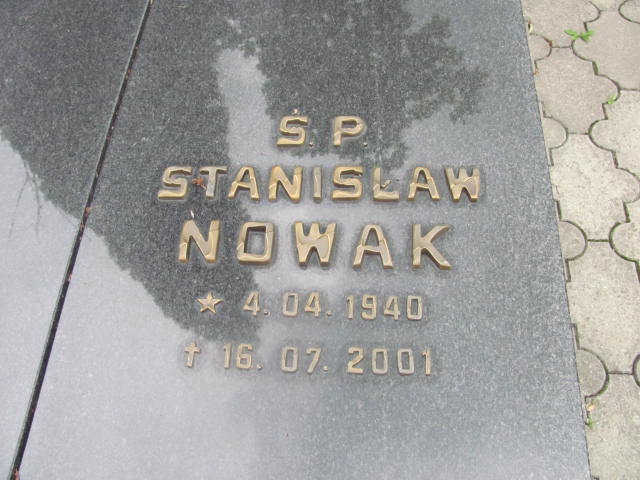 Ś.P.
STANISŁAW
NOWAK
★ 4.04.1940
✝ 16.07.2001